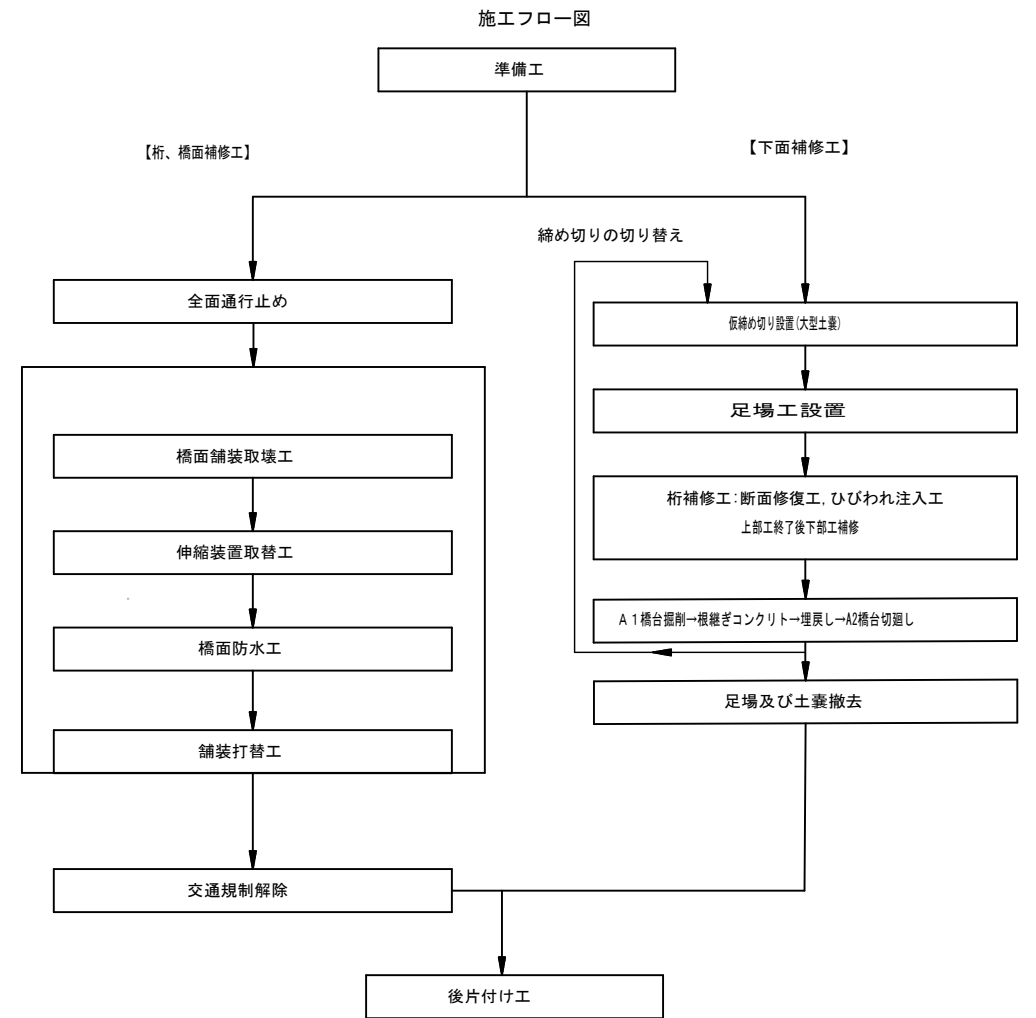 施工フロー図
準備工
【桁、橋面補修工】
【下面補修工】
締め切りの切り替え
全面通行止め
橋面舗装取壊工
伸縮装置取替工
橋面防水工
舗装打替工
交通規制解除
仮締め切り設置(大型土嚢)
足場工設置
桁補修工:断面修復工,ひびわれ注入工
上部工終了後下部工補修
A1橋台掘削→根継ぎコンクリト→埋戻し→A2橋台切廻し
足場及び土嚢撤去
後片付け工